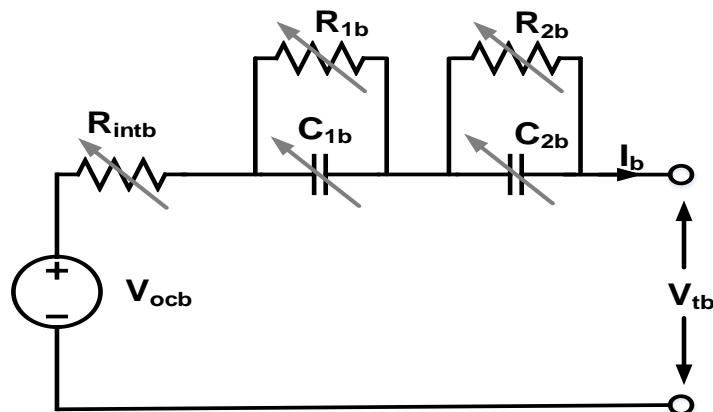 R1b
R2b
Rintb
C1b
C2b
Ib
+
−
Vocb
Vtb